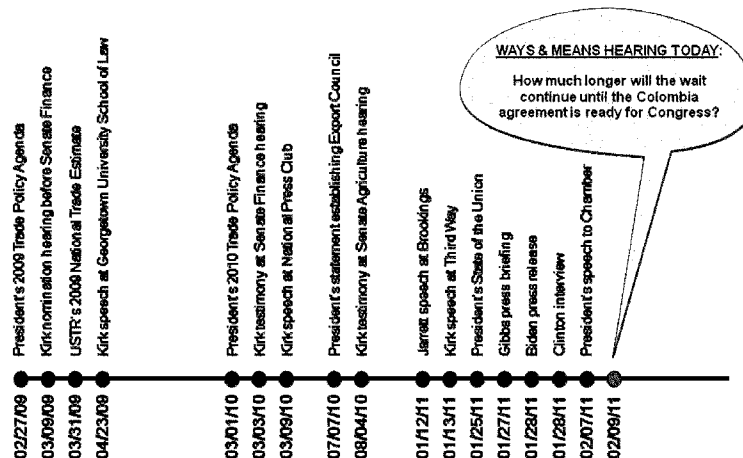 WAYS & MEANS HEARING TODAY:
How much longer will the wait
continue until the Colombia
agreement is ready for Congress?
President's 2009 Trade Policy Agenda
Kirk nomination hearing before Senate Finance
USTR's 2009 National Trade Estimate
Kirk speech at Georgetown University School of Law
President's 2010 Trade Policy Agenda
Kirk testimony at Senate Finance hearing
Kirk speech at National Press Club
President's statement establishing Export Council
Kirk testimony at Senate Agriculture hearing
Jarrett speech at Brookings
Kirk speech at Third Way
President's State of the Union
Gibbs press briefing
Biden press release
Clinton interview
President's speech to Chamber
02/27/09
03/09/09
03/31/09
04/23/09
03/01/10
03/03/10
03/09/10
07/07/10
08/04/10
01/12/11
01/13/11
01/25/11
01/27/11
01/28/11
01/28/11
02/07/11
02/09/11